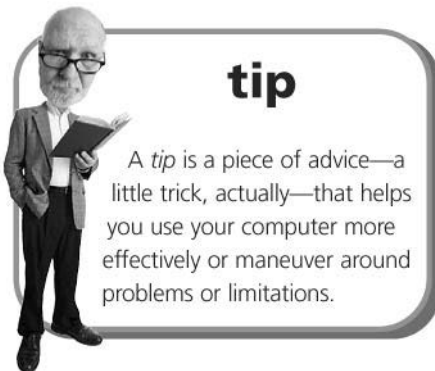 tip
A tip is a piece of advice—a
little trick, actually—that helps
you use your computer more
effectively or maneuver around
problems or limitations.